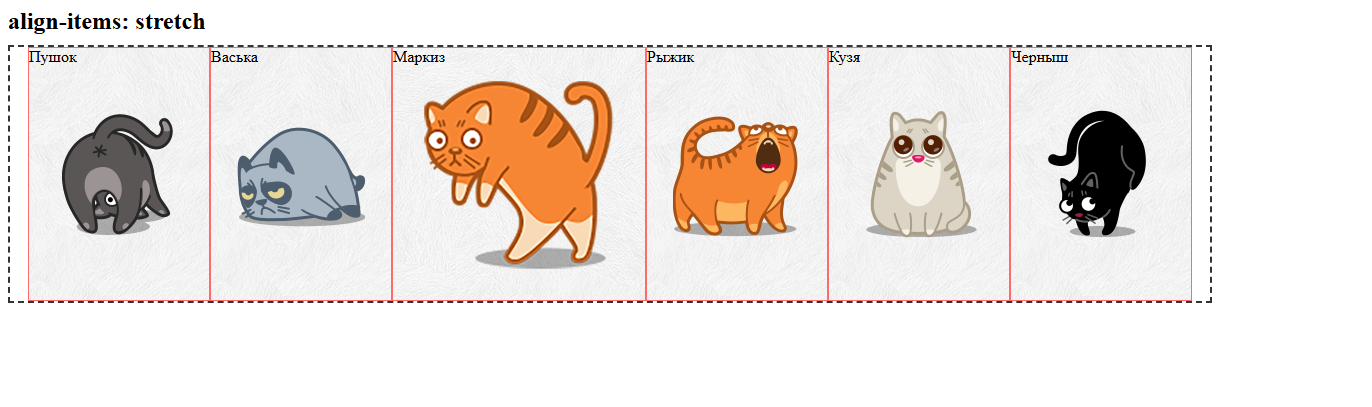 align-items: stretch
Пушок
Васька
Маркиз
Рыжик
Кузя
Черныш